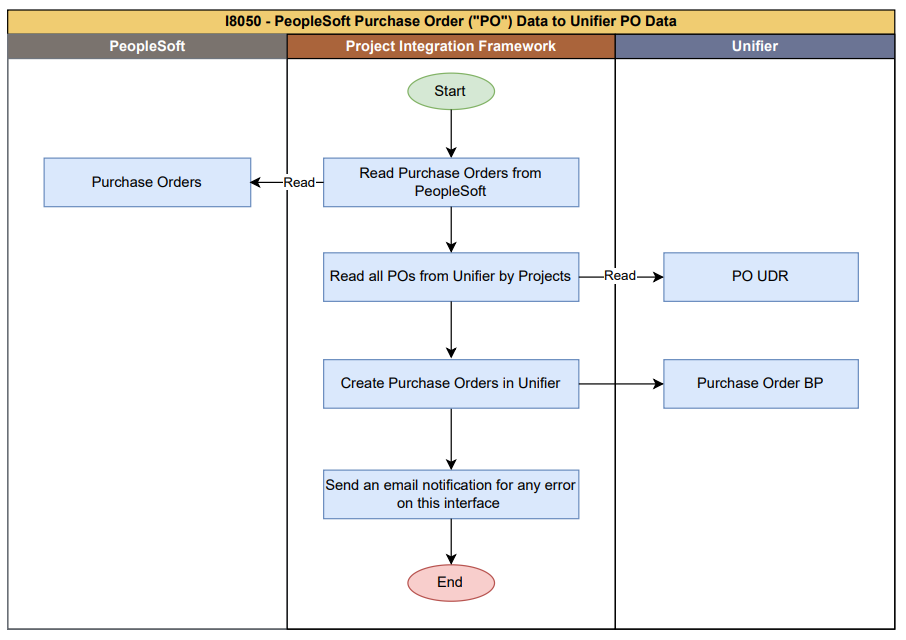 I8050 - PeopleSoft Purchase Order ("PO") Data to Unifier PO Data
PeopleSoft
Project Integration Framework
Unifier
Start
Purchase Orders
Read
Read Purchase Orders from
PeopleSoft
Read all POs from Unifier by Projects
Read
PO UDR
Create Purchase Orders in Unifier
Purchase Order BP
Send an email notification for any error
on this interface
End